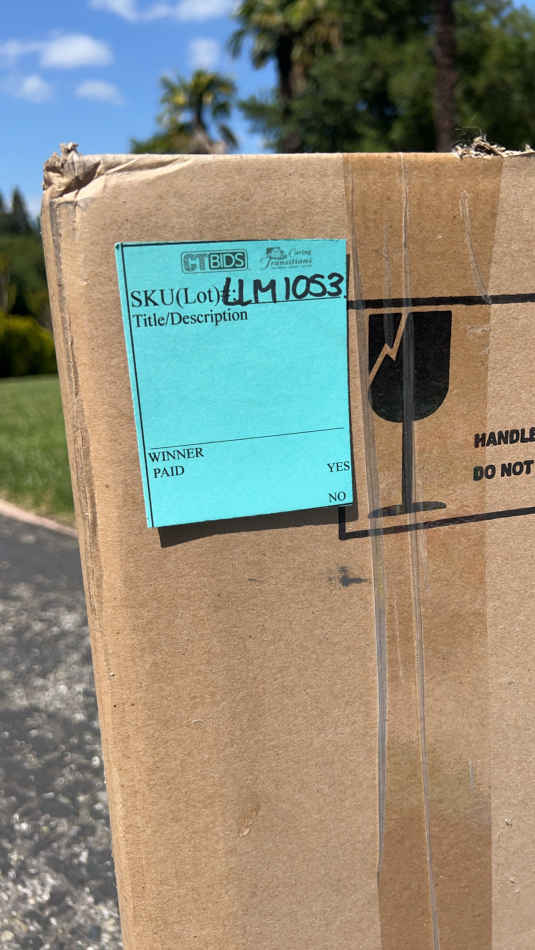 CTBIDS Caring Transitions
SKU(Lot)#: LLM1053
Title/Description
WINNER
PAID YES
NO
HANDLE
DO NOT